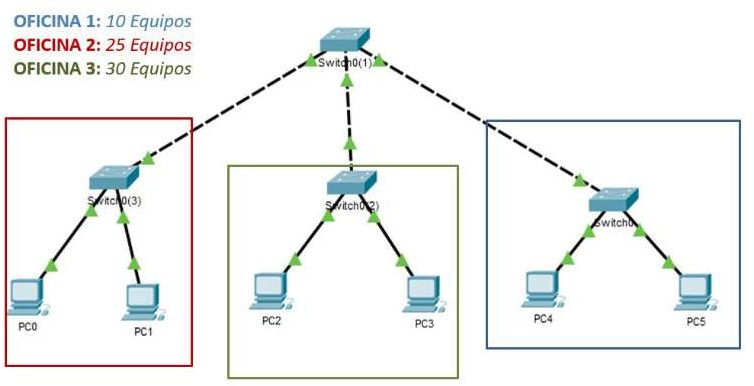 OFICINA 1: 10 Equipos
OFICINA 2: 25 Equipos
OFICINA 3: 30 Equipos
Switch0(1)
Switch0(3)
Switch0(2)
Switch0
PC0
PC1
PC2
PC3
PC4
PC5